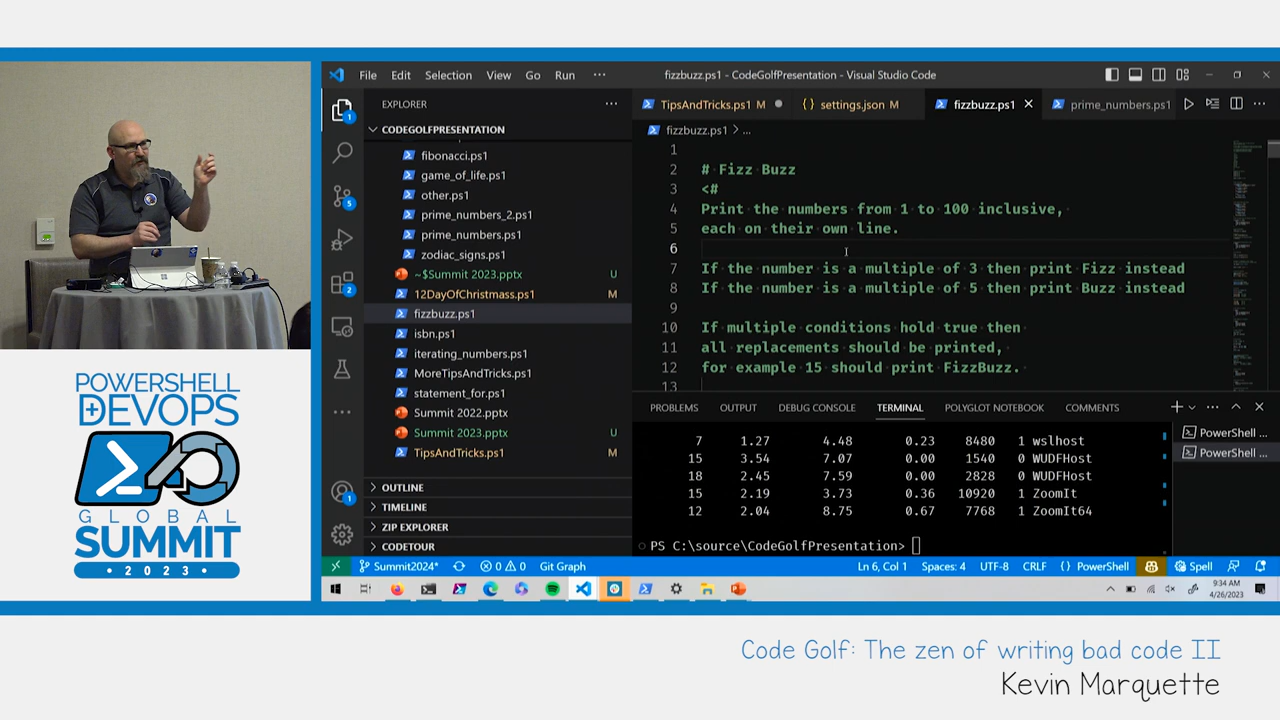 File Edit Selection View Go Run ···
fizzbuzz.ps1 - CodeGolfPresentation - Visual Studio Code
EXPLORER ···
CODEGOLFPRESENTATION
fibonacci.ps1
game_of_life.ps1
other.ps1
prime_numbers_2.ps1
prime_numbers.ps1
zodiac_signs.ps1
~$Summit 2023.pptx U
12DayOfChristmass.ps1 M
fizzbuzz.ps1
isbn.ps1
iterating_numbers.ps1
MoreTipsAndTricks.ps1
statement_for.ps1
Summit 2022.pptx
Summit 2023.pptx U
TipsAndTricks.ps1 M
OUTLINE
TIMELINE
ZIP EXPLORER
CODETOUR
1
5
2
1
TipsAndTricks.ps1 M
{ } settings.json M
fizzbuzz.ps1
prime_numbers.ps1
fizzbuzz.ps1 > ...
1
2 # Fizz Buzz
3 <#
4 Print the numbers from 1 to 100 inclusive,
5 each on their own line.
6
7 If the number is a multiple of 3 then print Fizz instead
8 If the number is a multiple of 5 then print Buzz instead
9
10 If multiple conditions hold true then
11 all replacements should be printed,
12 for example 15 should print FizzBuzz.
13
PROBLEMS OUTPUT DEBUG CONSOLE TERMINAL POLYGLOT NOTEBOOK COMMENTS
7 1.27 4.48 0.23 8480 1 wslhost
15 3.54 7.07 0.00 1540 0 WUDFHost
18 2.45 7.59 0.00 2828 0 WUDFHost
15 2.19 3.73 0.36 10920 1 ZoomIt
12 2.04 8.75 0.67 7768 1 ZoomIt64
PS C:\source\CodeGolfPresentation>
PowerShell ...
PowerShell ...
Summit2024* 0 0 Git Graph Ln 6, Col 1 Spaces: 4 UTF-8 CRLF { } PowerShell Spell
9:34 AM
4/26/2023
POWERSHELL
+DEVOPS
GLOBAL
SUMMIT
· 2023 ·
Code Golf: The zen of writing bad code II
Kevin Marquette